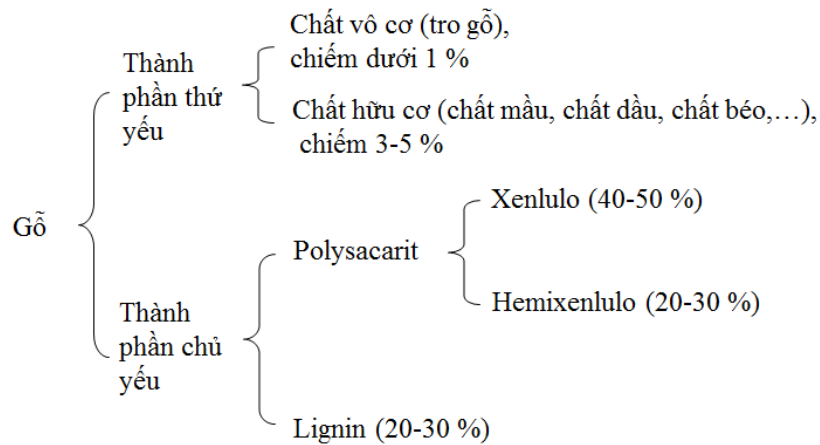 Gỗ
Thành
phần thứ
yếu
Chất vô cơ (tro gỗ),
chiếm dưới 1 %
Chất hữu cơ (chất mầu, chất dầu, chất béo,…),
chiếm 3-5 %
Thành
phần chủ
yếu
Polysacarit
Xenlulo (40-50 %)
Hemixenlulo (20-30 %)
Lignin (20-30 %)